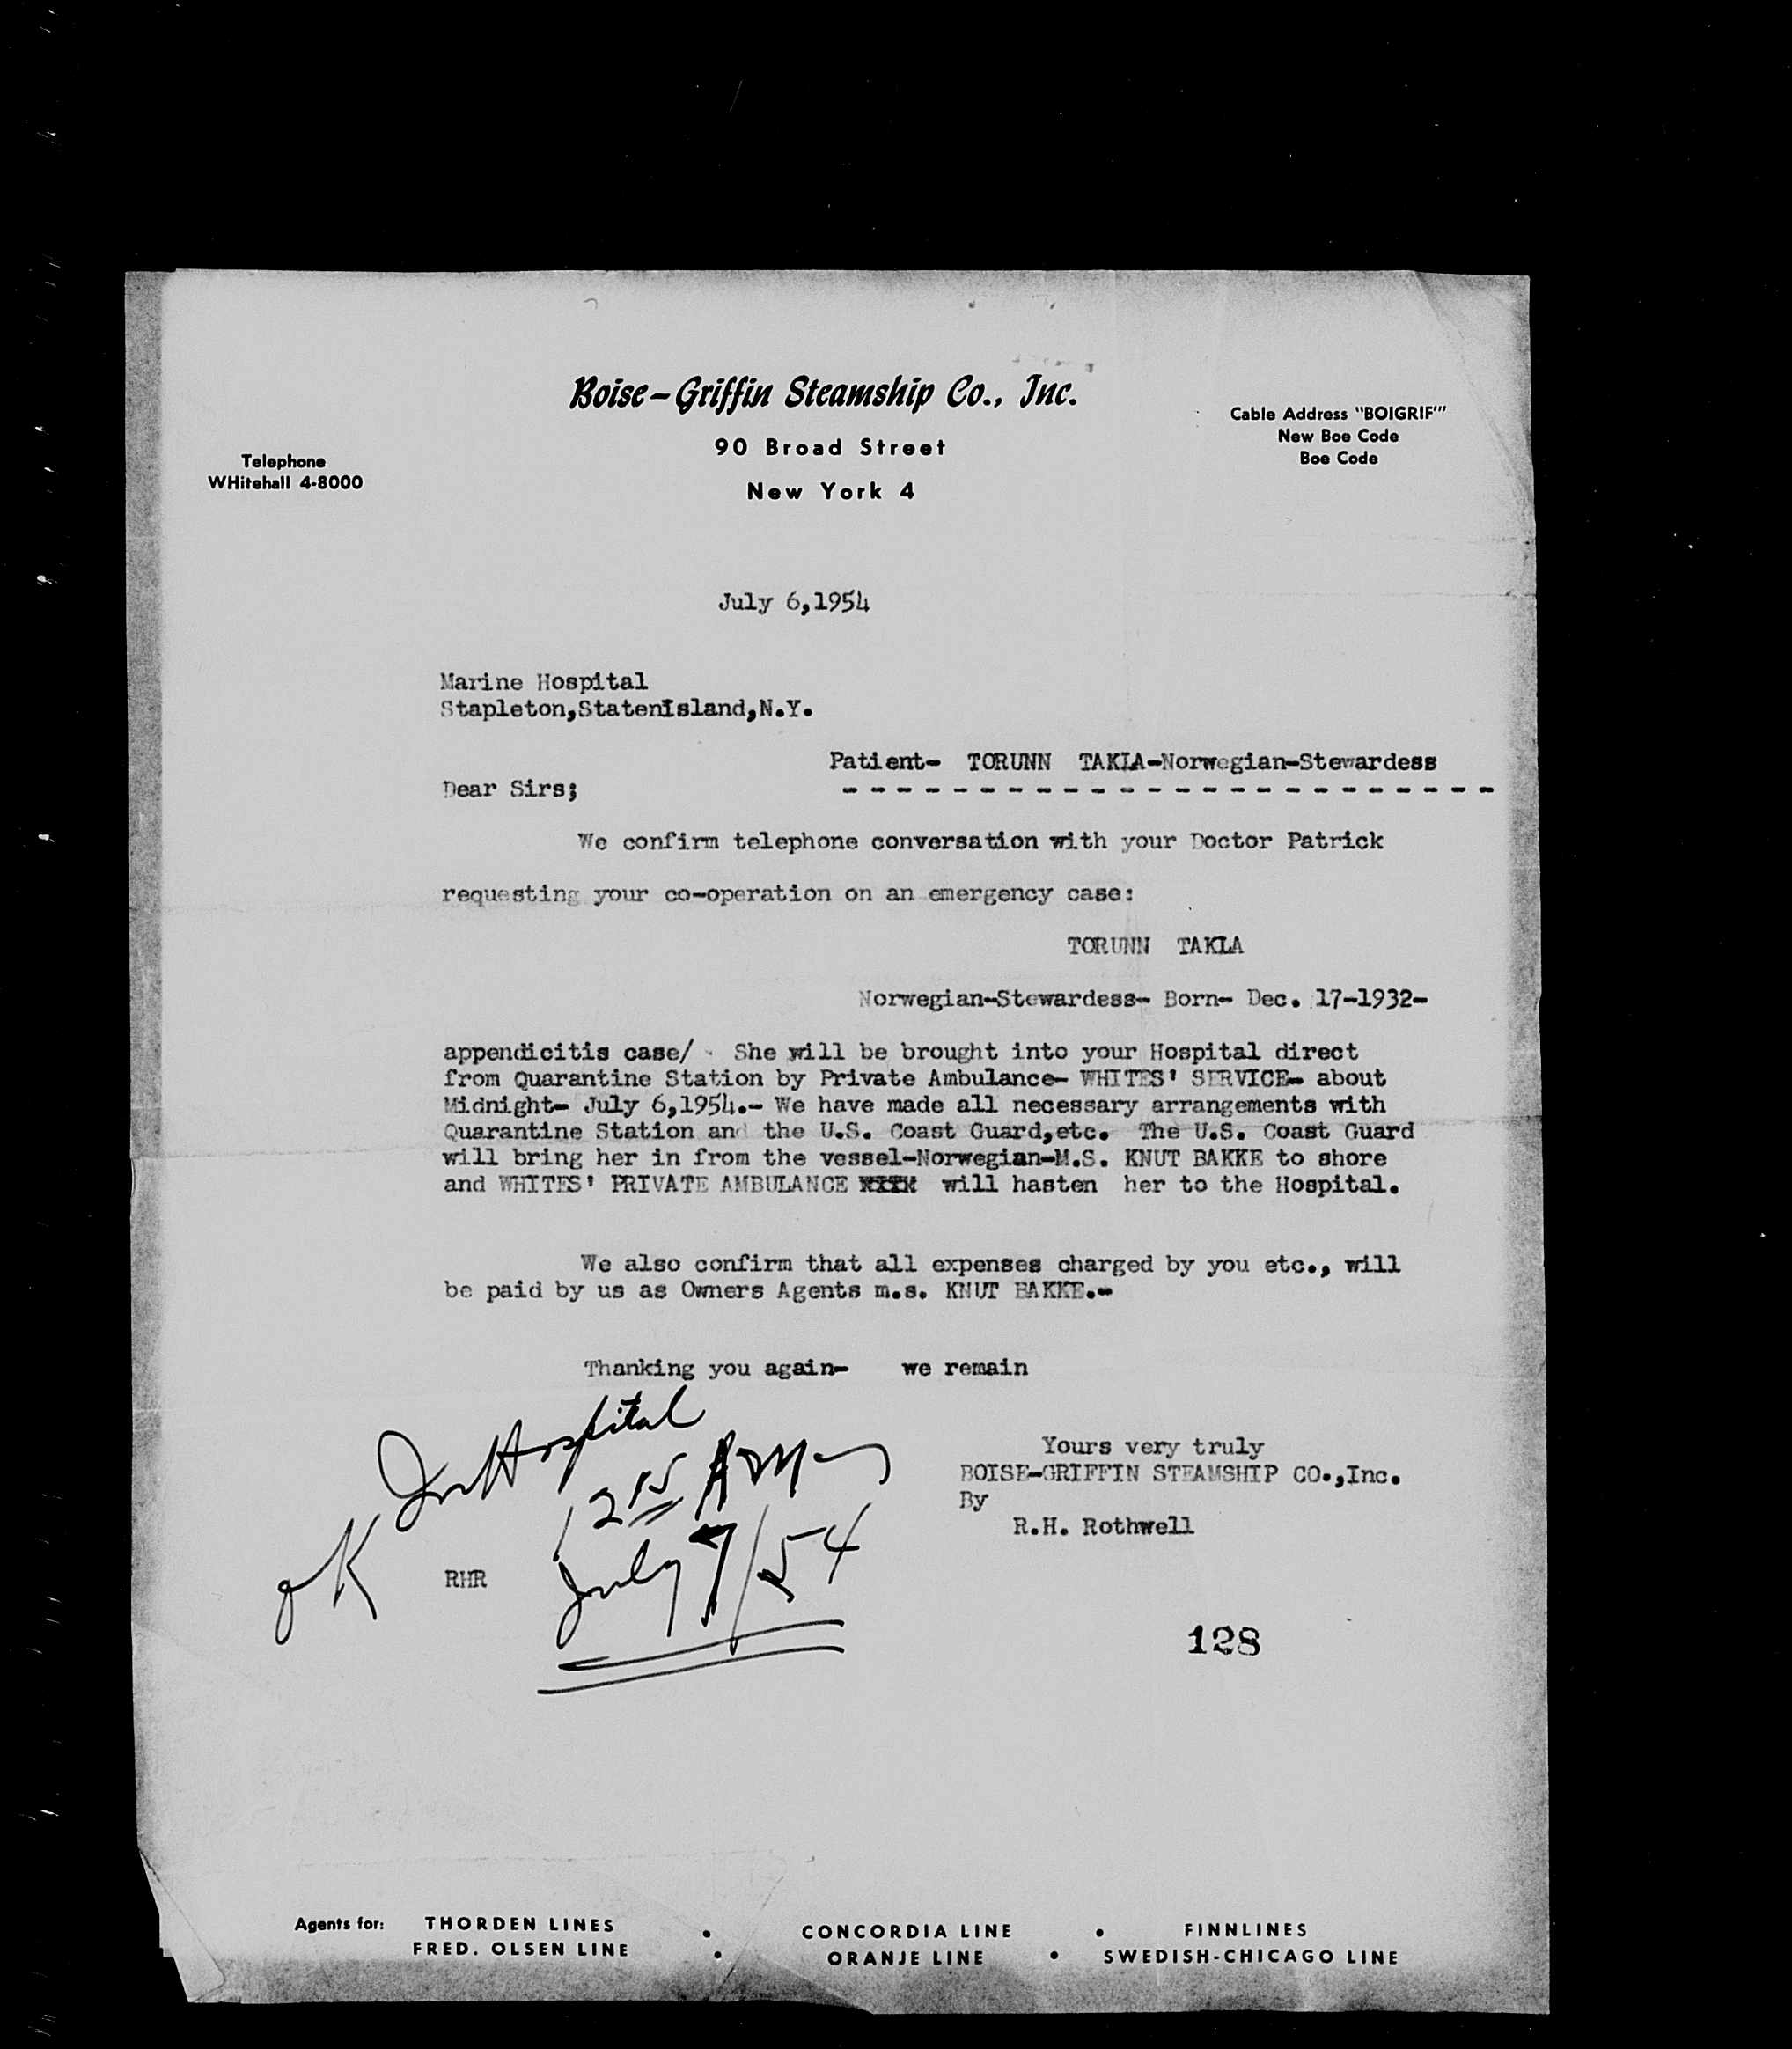 Boise-Griffin Steamship Co., Inc.
90 Broad Street
New York 4
Telephone
WHitehall 4-8000
Cable Address "BOIGRIF'"
New Boe Code
Boe Code
July 6,1954
Marine Hospital
Stapleton,StatenIsland,N.Y.
Patient- TORUNN TAKLA-Norwegian-Stewardess
Dear Sirs;
- - - - - - - - - - - - - - - - - - - - - - - -
We confirm telephone conversation with your Doctor Patrick
requesting your co-operation on an emergency case:
TORUNN TAKLA
Norwegian-Stewardess- Born- Dec. 17-1932-
appendicitis case/ She will be brought into your Hospital direct
from Quarantine Station by Private Ambulance- WHITES' SERVICE- about
Midnight- July 6,1954.- We have made all necessary arrangements with
Quarantine Station and the U.S. Coast Guard,etc. The U.S. Coast Guard
will bring her in from the vessel-Norwegian-M.S. KNUT BAKKE to shore
and WHITES' PRIVATE AMBULANCE will hasten her to the Hospital.
We also confirm that all expenses charged by you etc., will
be paid by us as Owners Agents m.s. KNUT BAKKE.-
Thanking you again- we remain
Yours very truly
BOISE-GRIFFIN STEAMSHIP CO.,Inc.
By
R.H. Rothwell
OK In Hospital
12 15 AM
July 7/54
RHR
128
Agents for: THORDEN LINES • CONCORDIA LINE • FINNLINES
FRED. OLSEN LINE • ORANJE LINE • SWEDISH-CHICAGO LINE